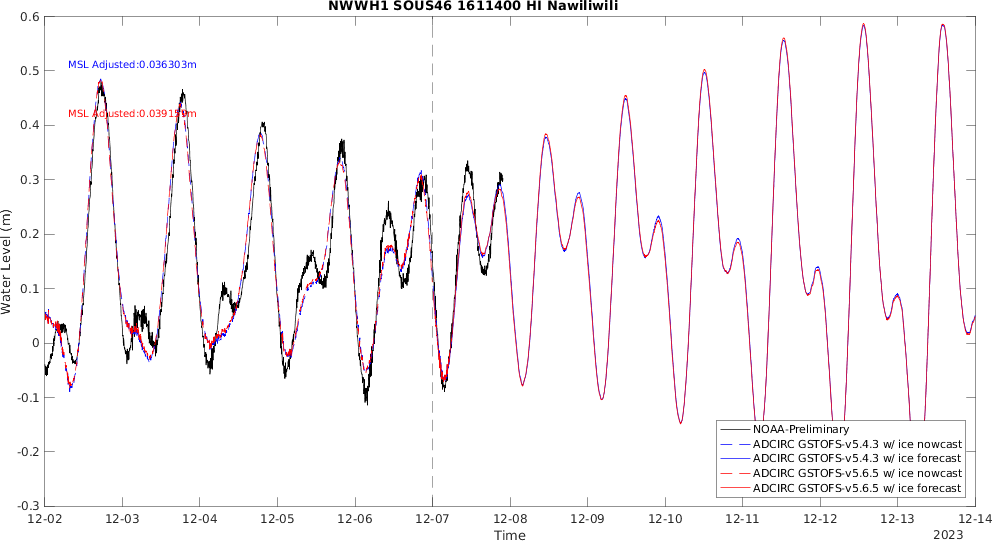 NWWH1 SOUS46 1611400 HI Nawiliwili
Water Level (m)
0.6
0.5
0.4
0.3
0.2
0.1
0
-0.1
-0.2
-0.3
MSL Adjusted:0.036303m
MSL Adjusted:
NOAA-Preliminary
ADCIRC GSTOFS-v5.4.3 w/ ice nowcast
ADCIRC GSTOFS-v5.4.3 w/ ice forecast
ADCIRC GSTOFS-v5.6.5 w/ ice nowcast
ADCIRC GSTOFS-v5.6.5 w/ ice forecast
12-02 12-03 12-04 12-05 12-06 12-07 12-08 12-09 12-10 12-11 12-12 12-13 12-14
Time
2023